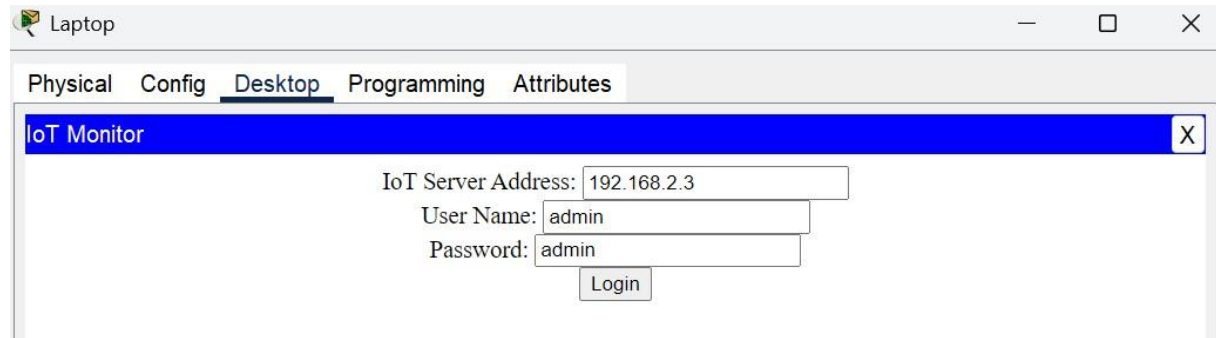 Laptop
Physical Config Desktop Programming Attributes
IoT Monitor X
IoT Server Address: 192.168.2.3
User Name: admin
Password: admin
Login